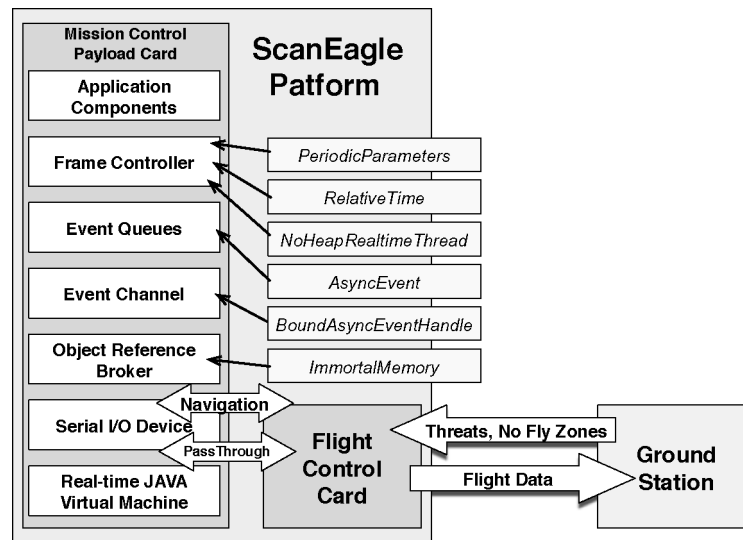 Mission Control
Payload Card
Application
Components
Frame Controller
Event Queues
Event Channel
Object Reference
Broker
Serial I/O Device
Real-time JAVA
Virtual Machine
ScanEagle
Patform
PeriodicParameters
RelativeTime
NoHeapRealtimeThread
AsyncEvent
BoundAsyncEventHandle
ImmortalMemory
Navigation
PassThrough
Flight
Control
Card
Threats, No Fly Zones
Flight Data
Ground
Station